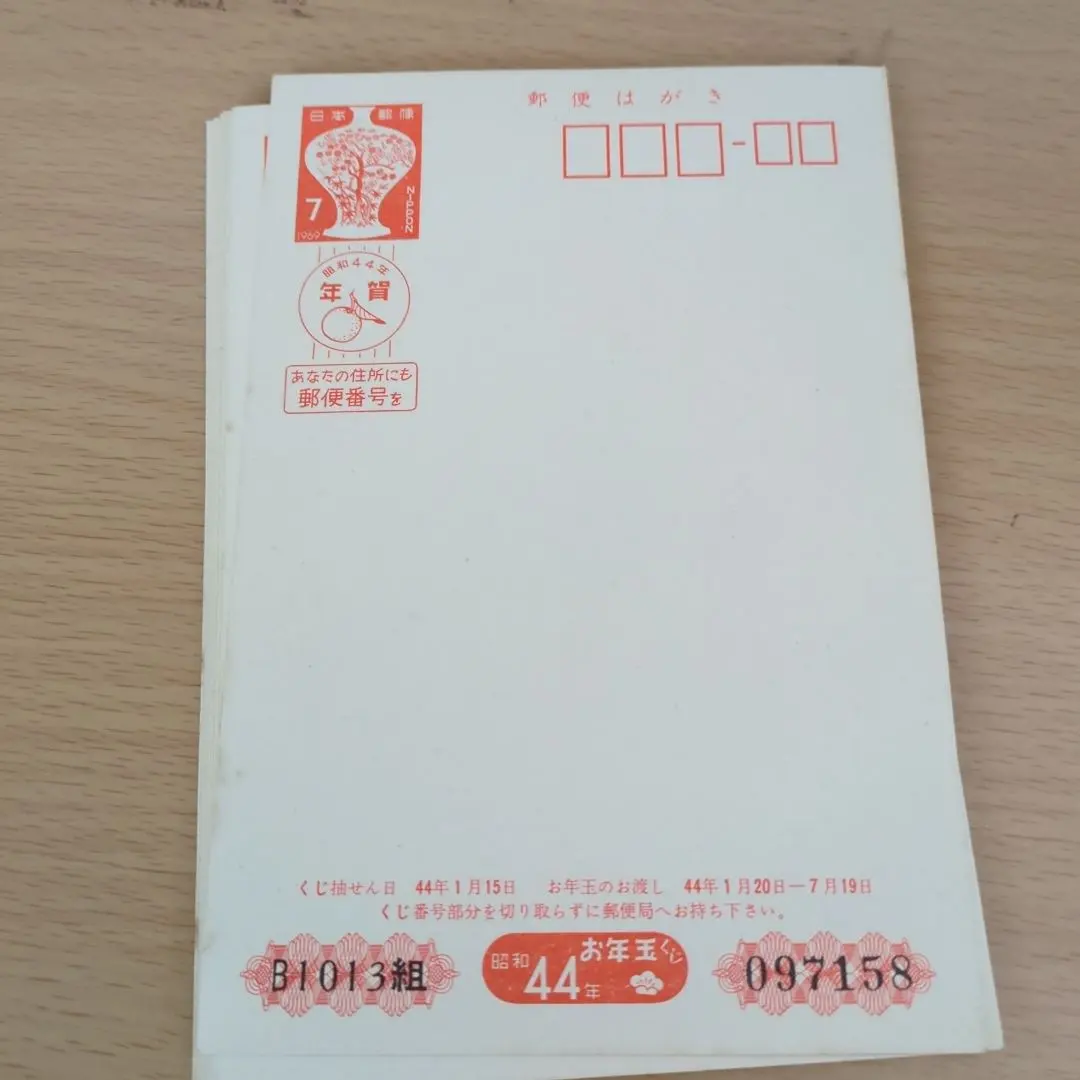 郵便はがき
日本郵便
7
NIPPON
1969
昭和44年
年賀
あなたの住所にも
郵便番号を
くじ抽せん日 44年1月15日 お年玉のお渡し 44年1月20日—7月19日
くじ番号部分を切り取らずに郵便局へお持ち下さい。
B1013組
昭和44年 お年玉くじ
097158